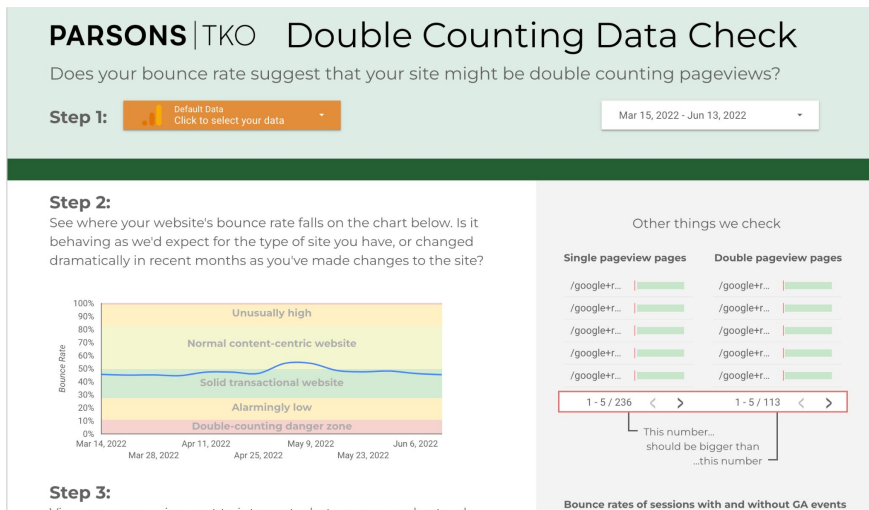 PARSONS|TKO Double Counting Data Check
Does your bounce rate suggest that your site might be double counting pageviews?
Step 1:
Default Data
Click to select your data
Mar 15, 2022 - Jun 13, 2022
Step 2:
See where your website's bounce rate falls on the chart below. Is it
behaving as we'd expect for the type of site you have, or changed
dramatically in recent months as you've made changes to the site?
100%
90%
80%
70%
60%
50%
40%
30%
20%
10%
0%
Bounce Rate
Unusually high
Normal content-centric website
Solid transactional website
Alarmingly low
Double-counting danger zone
Mar 14, 2022
Mar 28, 2022
Apr 11, 2022
Apr 25, 2022
May 9, 2022
May 23, 2022
Jun 6, 2022
Step 3:
Other things we check
Single pageview pages
/google+r...
/google+r...
/google+r...
/google+r...
/google+r...
1 - 5 / 236
Double pageview pages
/google+r...
/google+r...
/google+r...
/google+r...
/google+r...
1 - 5 / 113
This number...
should be bigger than
...this number
Bounce rates of sessions with and without GA events